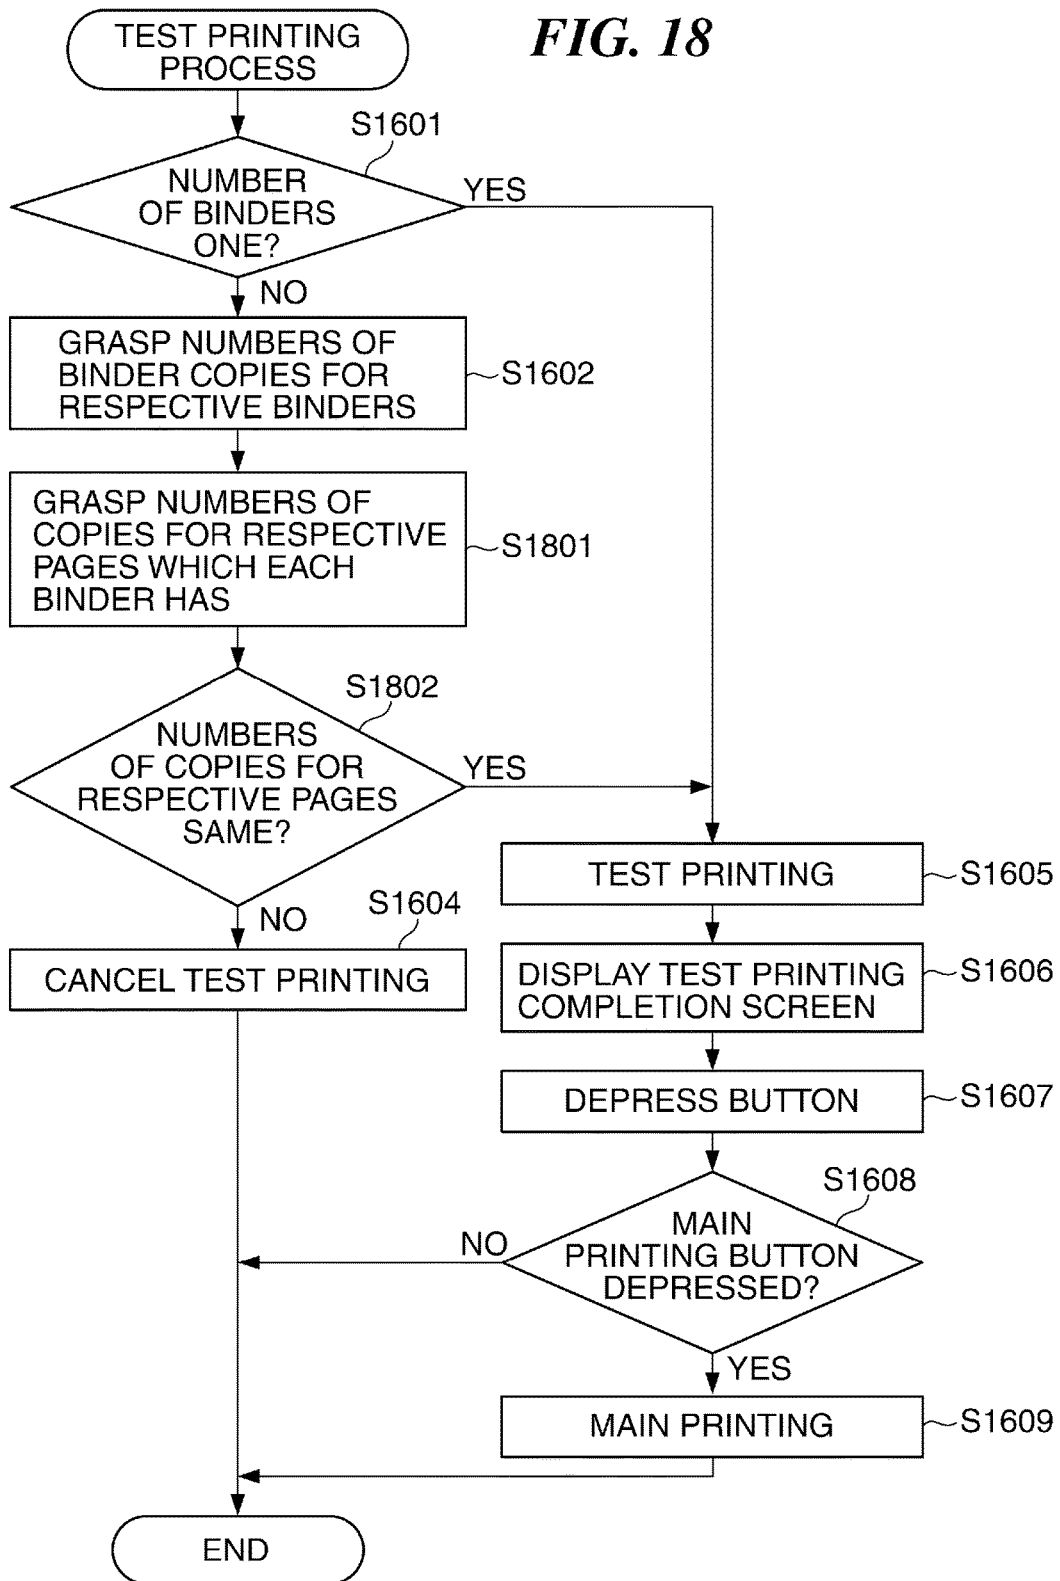 FIG. 18
TEST PRINTING
PROCESS
S1601
NUMBER
OF BINDERS
ONE?
YES
NO
GRASP NUMBERS OF
BINDER COPIES FOR
RESPECTIVE BINDERS
S1602
GRASP NUMBERS OF
COPIES FOR RESPECTIVE
PAGES WHICH EACH
BINDER HAS
S1801
S1802
NUMBERS
OF COPIES FOR
RESPECTIVE PAGES
SAME?
YES
NO
S1604
CANCEL TEST PRINTING
TEST PRINTING
S1605
DISPLAY TEST PRINTING
COMPLETION SCREEN
S1606
DEPRESS BUTTON
S1607
S1608
MAIN
PRINTING BUTTON
DEPRESSED?
NO
YES
MAIN PRINTING
S1609
END